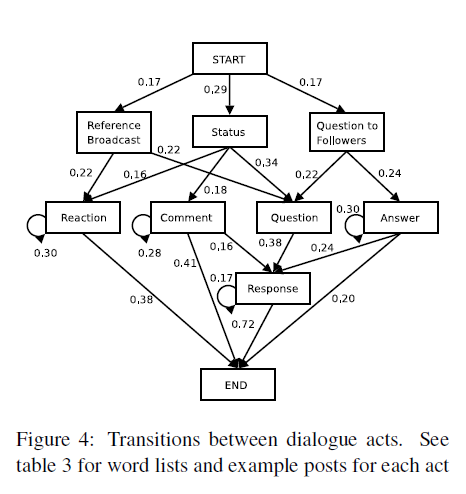 START
0.17
0,29
0.17
Reference
Broadcast
Status
Question to
Followers
0,22
0,22
0,16
0.18
0,34
0,22
0.24
Reaction
Comment
Question
0.30
Answer
0.30
0.28
0,16
0,38
0,24
0.41
0.17
Response
0,38
0.72
0,20
END
Figure 4: Transitions between dialogue acts. See
table 3 for word lists and example posts for each act